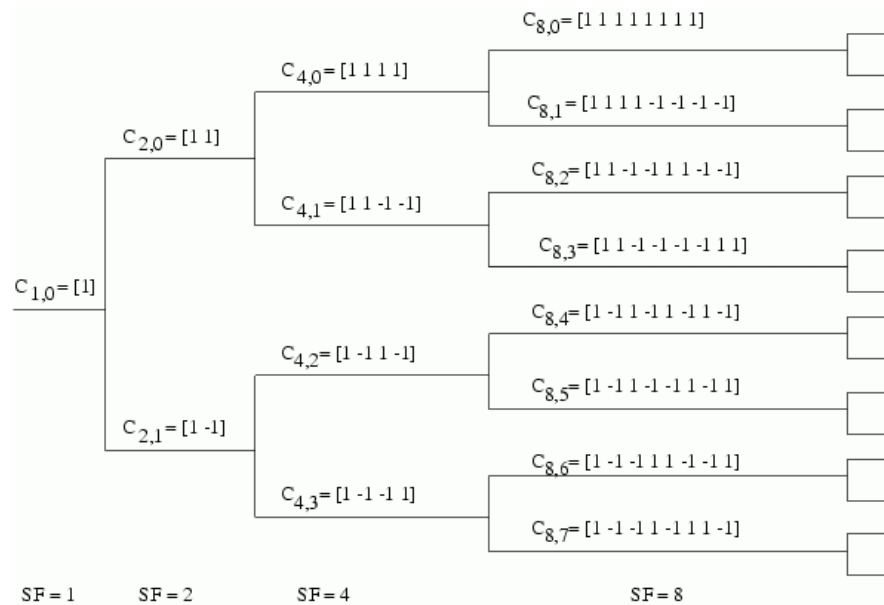 C8,0= [1 1 1 1 1 1 1 1]
C4,0= [1 1 1 1]
C8,1= [1 1 1 1 -1 -1 -1 -1]
C2,0= [1 1]
C8,2= [1 1 -1 -1 1 1 -1 -1]
C4,1= [1 1 -1 -1]
C8,3= [1 1 -1 -1 -1 -1 1 1]
C1,0= [1]
C8,4= [1 -1 1 -1 1 -1 1 -1]
C4,2= [1 -1 1 -1]
C8,5= [1 -1 1 -1 -1 1 -1 1]
C2,1= [1 -1]
C8,6= [1 -1 -1 1 1 -1 -1 1]
C4,3= [1 -1 -1 1]
C8,7= [1 -1 -1 1 -1 1 1 -1]
SF = 1 SF = 2 SF = 4 SF = 8